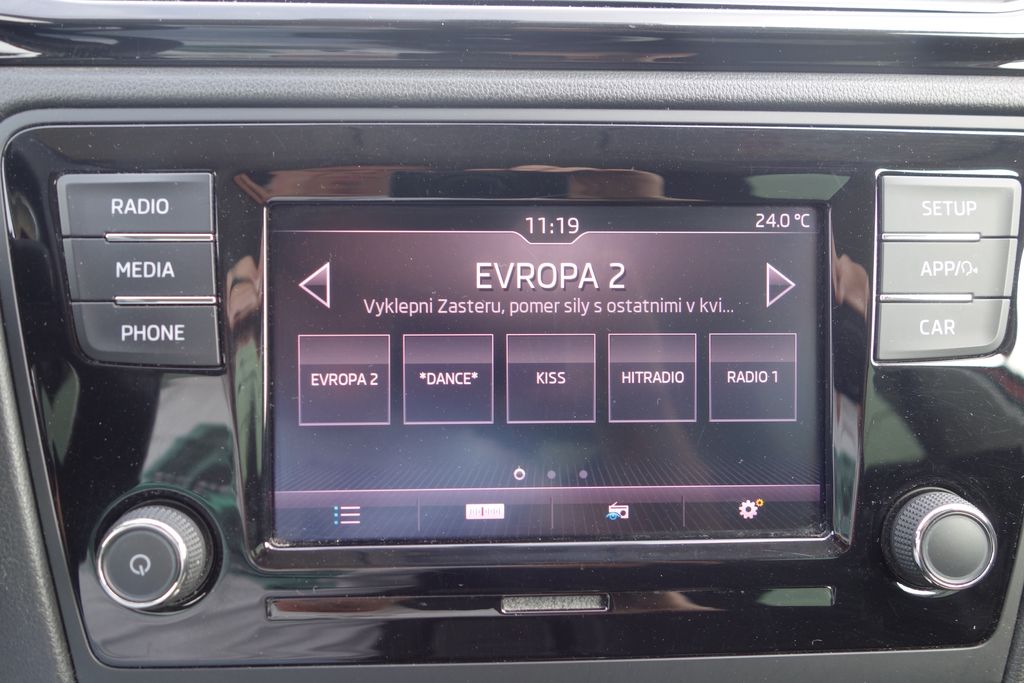 RADIO
MEDIA
PHONE
11:19
24.0 °C
EVROPA 2
Vyklepni Zasteru, pomer sily s ostatnimi v kvi...
EVROPA 2
*DANCE*
KISS
HITRADIO
RADIO 1
SETUP
APP/
CAR